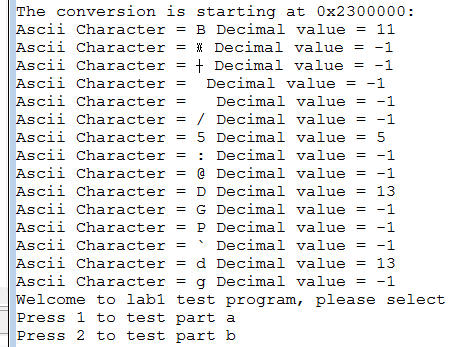 The conversion is starting at 0x2300000:
Ascii Character = B Decimal value = 11
Ascii Character = Decimal value = -1
Ascii Character = † Decimal value = -1
Ascii Character =  Decimal value = -1
Ascii Character =   Decimal value = -1
Ascii Character = / Decimal value = -1
Ascii Character = 5 Decimal value = 5
Ascii Character = : Decimal value = -1
Ascii Character = @ Decimal value = -1
Ascii Character = D Decimal value = 13
Ascii Character = G Decimal value = -1
Ascii Character = P Decimal value = -1
Ascii Character = ` Decimal value = -1
Ascii Character = d Decimal value = 13
Ascii Character = g Decimal value = -1
Welcome to lab1 test program, please select
Press 1 to test part a
Press 2 to test part b